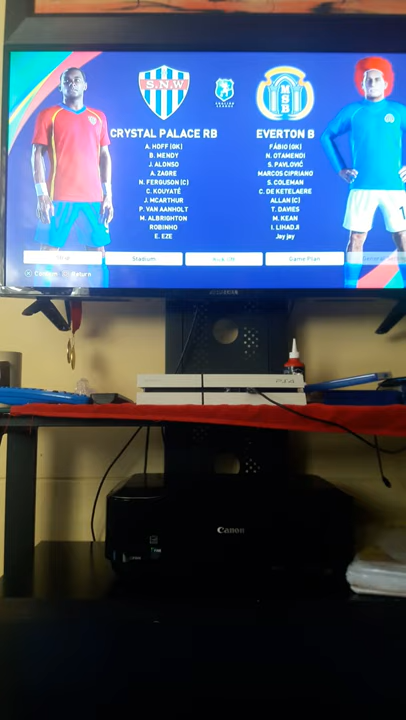 S.N.W
MSB
CRYSTAL PALACE RB
EVERTON B
A. HOFF (GK)
B. MENDY
J. ALONSO
A. ZAGRE
N. FERGUSON (C)
C. KOUYATÉ
J. MCARTHUR
P. VAN AANHOLT
M. ALBRIGHTON
ROBINHO
E. EZE
FÁBIO (GK)
N. OTAMENDI
S. PAVLOVIĆ
MARCOS CIPRIANO
S. COLEMAN
C. DE KETELAERE
ALLAN (C)
T. DAVIES
M. KEAN
I. LIHADJI
Jay jay
Stadium
Game Plan
Confirm
Return
PS4
Canon